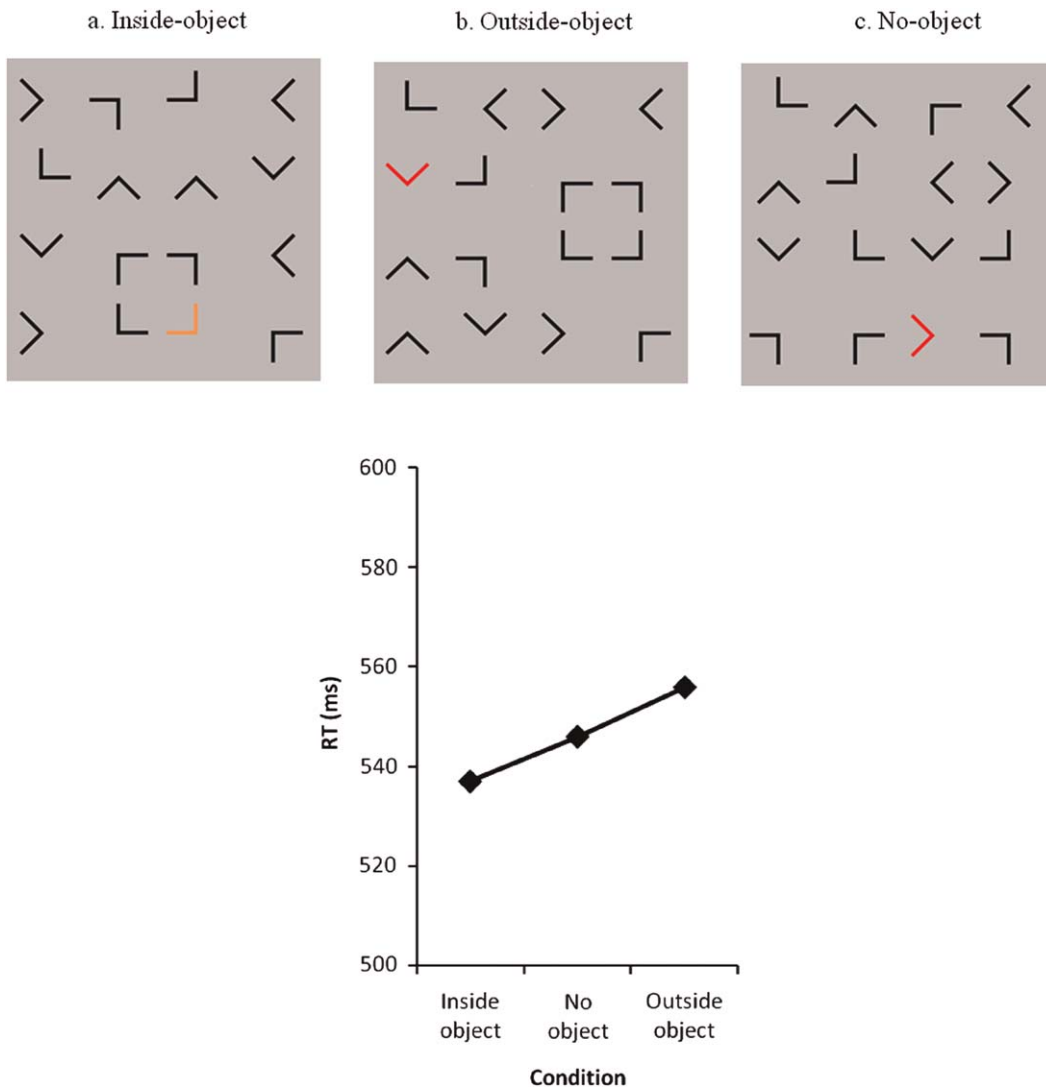 a. Inside-object
b. Outside-object
c. No-object
600
580
560
540
520
500
RT (ms)
Inside object
No object
Outside object
Condition